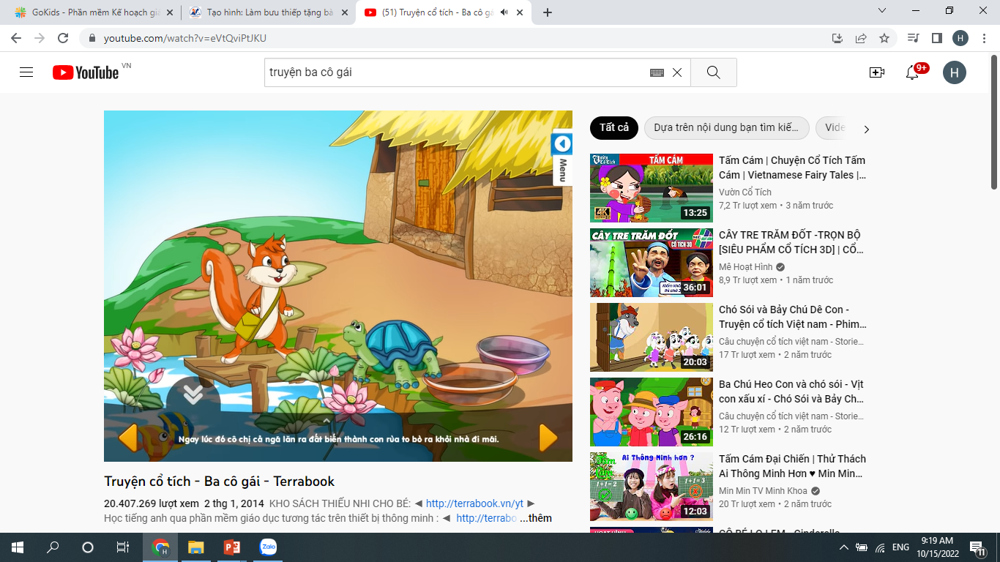 GoKids - Phần mềm Kế hoạch gia
Tạo hình: Làm bưu thiếp tặng bà
(51) Truyện cổ tích - Ba cô gá
youtube.com/watch?v=eVtQviPtJKU
H
YouTube VN
truyện ba cô gái
9+
H
Menu
Ngay lúc đó cô chị cả ngã lăn ra đất biến thành con rùa to bò ra khỏi nhà đi mãi.
Truyện cổ tích - Ba cô gái - Terrabook
20.407.269 lượt xem 2 thg 1, 2014 KHO SÁCH THIẾU NHI CHO BÉ: ◄ http://terrabook.vn/yt ►
Học tiếng anh qua phần mềm giáo dục tương tác trên thiết bị thông minh : ◄ http://terrabo ...thêm
Tất cả
Dựa trên nội dung bạn tìm kiế...
Vide
Vườn Cổ Tích
TẤM CÁM
4K
13:25
Tấm Cám | Chuyện Cổ Tích Tấm
Cám | Vietnamese Fairy Tales |...
Vườn Cổ Tích
7,2 Tr lượt xem • 3 năm trước
CÂY TRE TRĂM ĐỐT
CỔ TÍCH 3D
36:01
CÂY TRE TRĂM ĐỐT -TRỌN BỘ
[SIÊU PHẨM CỔ TÍCH 3D] | CỔ...
Mê Hoạt Hình
8,9 Tr lượt xem • 1 năm trước
20:03
Chó Sói và Bảy Chú Dê Con -
Truyện cổ tích Việt nam - Phim...
Câu chuyện cổ tích việt nam - Storie...
17 Tr lượt xem • 2 năm trước
26:16
Ba Chú Heo Con và chó sói - Vịt
con xấu xí - Chó Sói và Bảy Ch...
Câu chuyện cổ tích việt nam - Storie...
12 Tr lượt xem • 2 năm trước
Ai Thông Minh hơn ?
Tấm Cám
1+1=2
1+1=3
12:03
Tấm Cám Đại Chiến | Thử Thách
Ai Thông Minh Hơn ♥ Min Min...
Min Min TV Minh Khoa
20 Tr lượt xem • 2 năm trước
H
Zalo
ENG
9:19 AM
10/15/2022
11